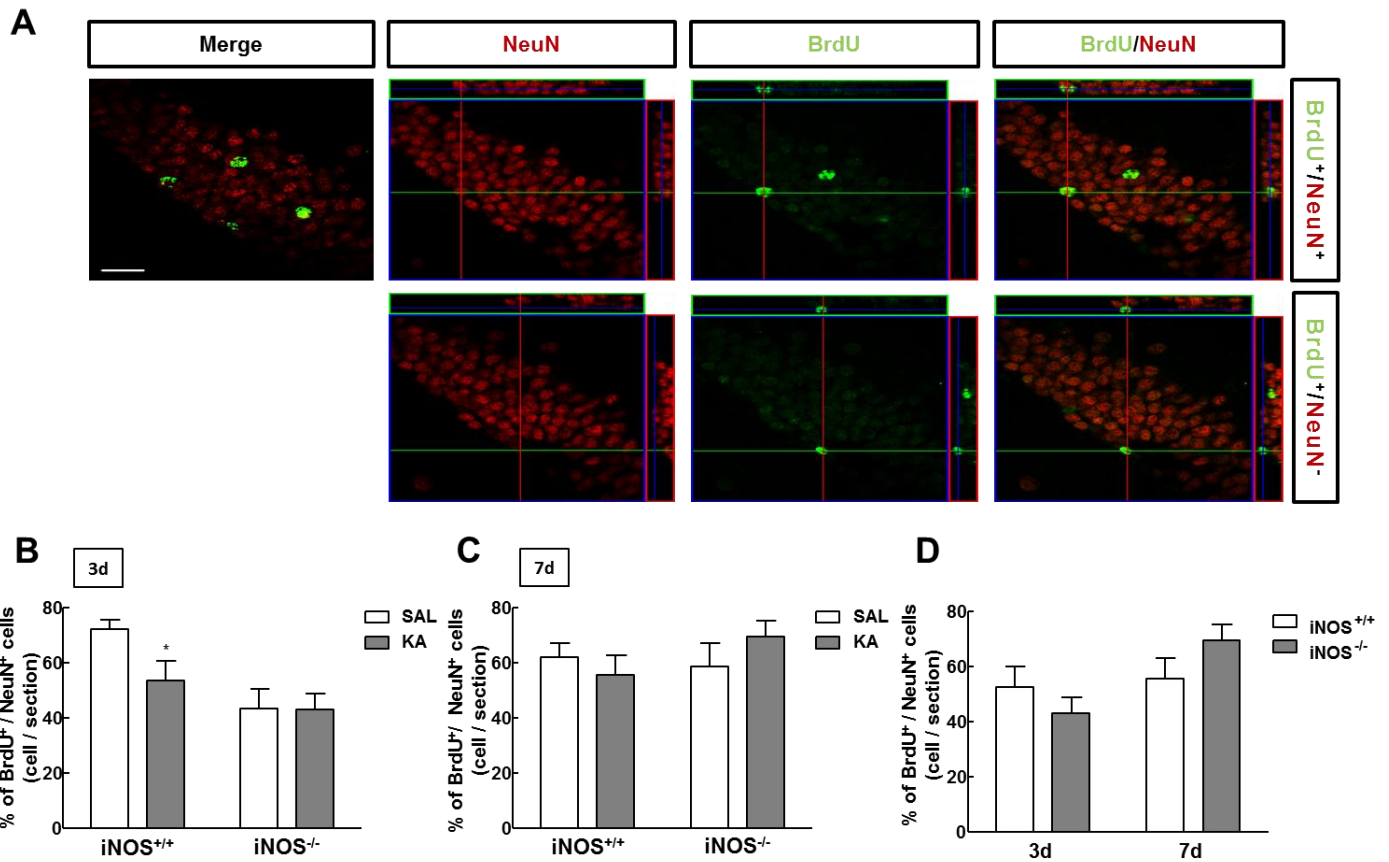 A
Merge
NeuN
BrdU
BrdU/NeuN
BrdU⁺/NeuN⁺
BrdU⁺/NeuN⁻
B
3d
% of BrdU⁺ / NeuN⁺ cells
(cell / section)
80
60
40
20
0
*
iNOS⁺/⁺
iNOS⁻/⁻
SAL
KA
C
7d
% of BrdU⁺/ NeuN⁺ cells
(cell / section)
80
60
40
20
0
iNOS⁺/⁺
iNOS⁻/⁻
SAL
KA
D
% of BrdU⁺ / NeuN⁺ cells
(cell / section)
80
60
40
20
0
3d
7d
iNOS⁺/⁺
iNOS⁻/⁻